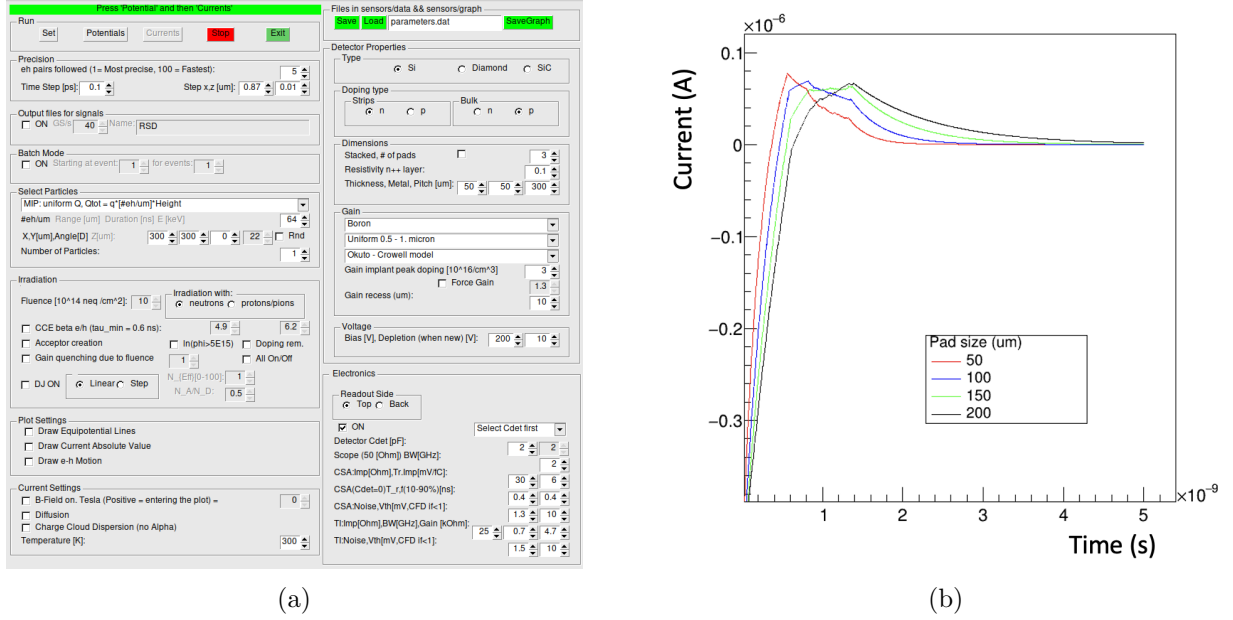 Press 'Potential' and then 'Currents'
Run
Set Potentials Currents Stop Exit
Precision
eh pairs followed (1= Most precise, 100 = Fastest): 5
Time Step [ps]: 0.1 Step x,z [um]: 0.87 0.01
Output files for signals
ON GS/s 40 Name: RSD
Batch Mode
ON Starting at event: 1 for events: 1
Select Particles
MIP: uniform Q, Qtot = q*[#eh/um]*Height
#eh/um Range [um] Duration [ns] E [keV] 64
X,Y[um],Angle[D] Z[um]: 300 300 0 22 Rnd
Number of Particles: 1
Irradiation
Fluence [10^14 neq /cm^2]: 10
Irradiation with:
neutrons protons/pions
CCE beta e/h (tau_min = 0.6 ns): 4.9 6.2
Acceptor creation ln(phi>5E15) Doping rem.
Gain quenching due to fluence 1 All On/Off
DJ ON Linear Step
N_{Eff}[0-100]: 1
N_A/N_D: 0.5
Plot Settings
Draw Equipotential Lines
Draw Current Absolute Value
Draw e-h Motion
Current Settings
B-Field on. Tesla (Positive = entering the plot) = 0
Diffusion
Charge Cloud Dispersion (no Alpha)
Temperature [K]: 300
Files in sensors/data && sensors/graph
Save Load parameters.dat SaveGraph
Detector Properties
Type
Si Diamond SiC
Doping type
Strips Bulk
n p n p
Dimensions
Stacked, # of pads 3
Resistivity n++ layer: 0.1
Thickness, Metal, Pitch [um]: 50 50 300
Gain
Boron
Uniform 0.5 - 1. micron
Okuto - Crowell model
Gain implant peak doping [10^16/cm^3] 3
Force Gain 1.3
Gain recess (um): 10
Voltage
Bias [V], Depletion (when new) [V]: 200 10
Electronics
Readout Side
Top Back
ON Select Cdet first
Detector Cdet [pF]: 2 2
Scope (50 [Ohm]) BW[GHz]: 2
CSA:Imp[Ohm],Tr.Imp[mV/fC]: 30 6
CSA(Cdet=0)T_r,f(10-90%)[ns]: 0.4 0.4
CSA:Noise,Vth[mV,CFD if<1]: 1.3 10
TI:Imp[Ohm],BW[GHz],Gain [kOhm]: 25 0.7 4.7
TI:Noise,Vth[mV,CFD if<1]: 1.5 10
(a)
×10⁻⁶
Current (A)
0.1
0
−0.1
−0.2
−0.3
Pad size (um)
50
100
150
200
1 2 3 4 5
×10⁻⁹
Time (s)
(b)